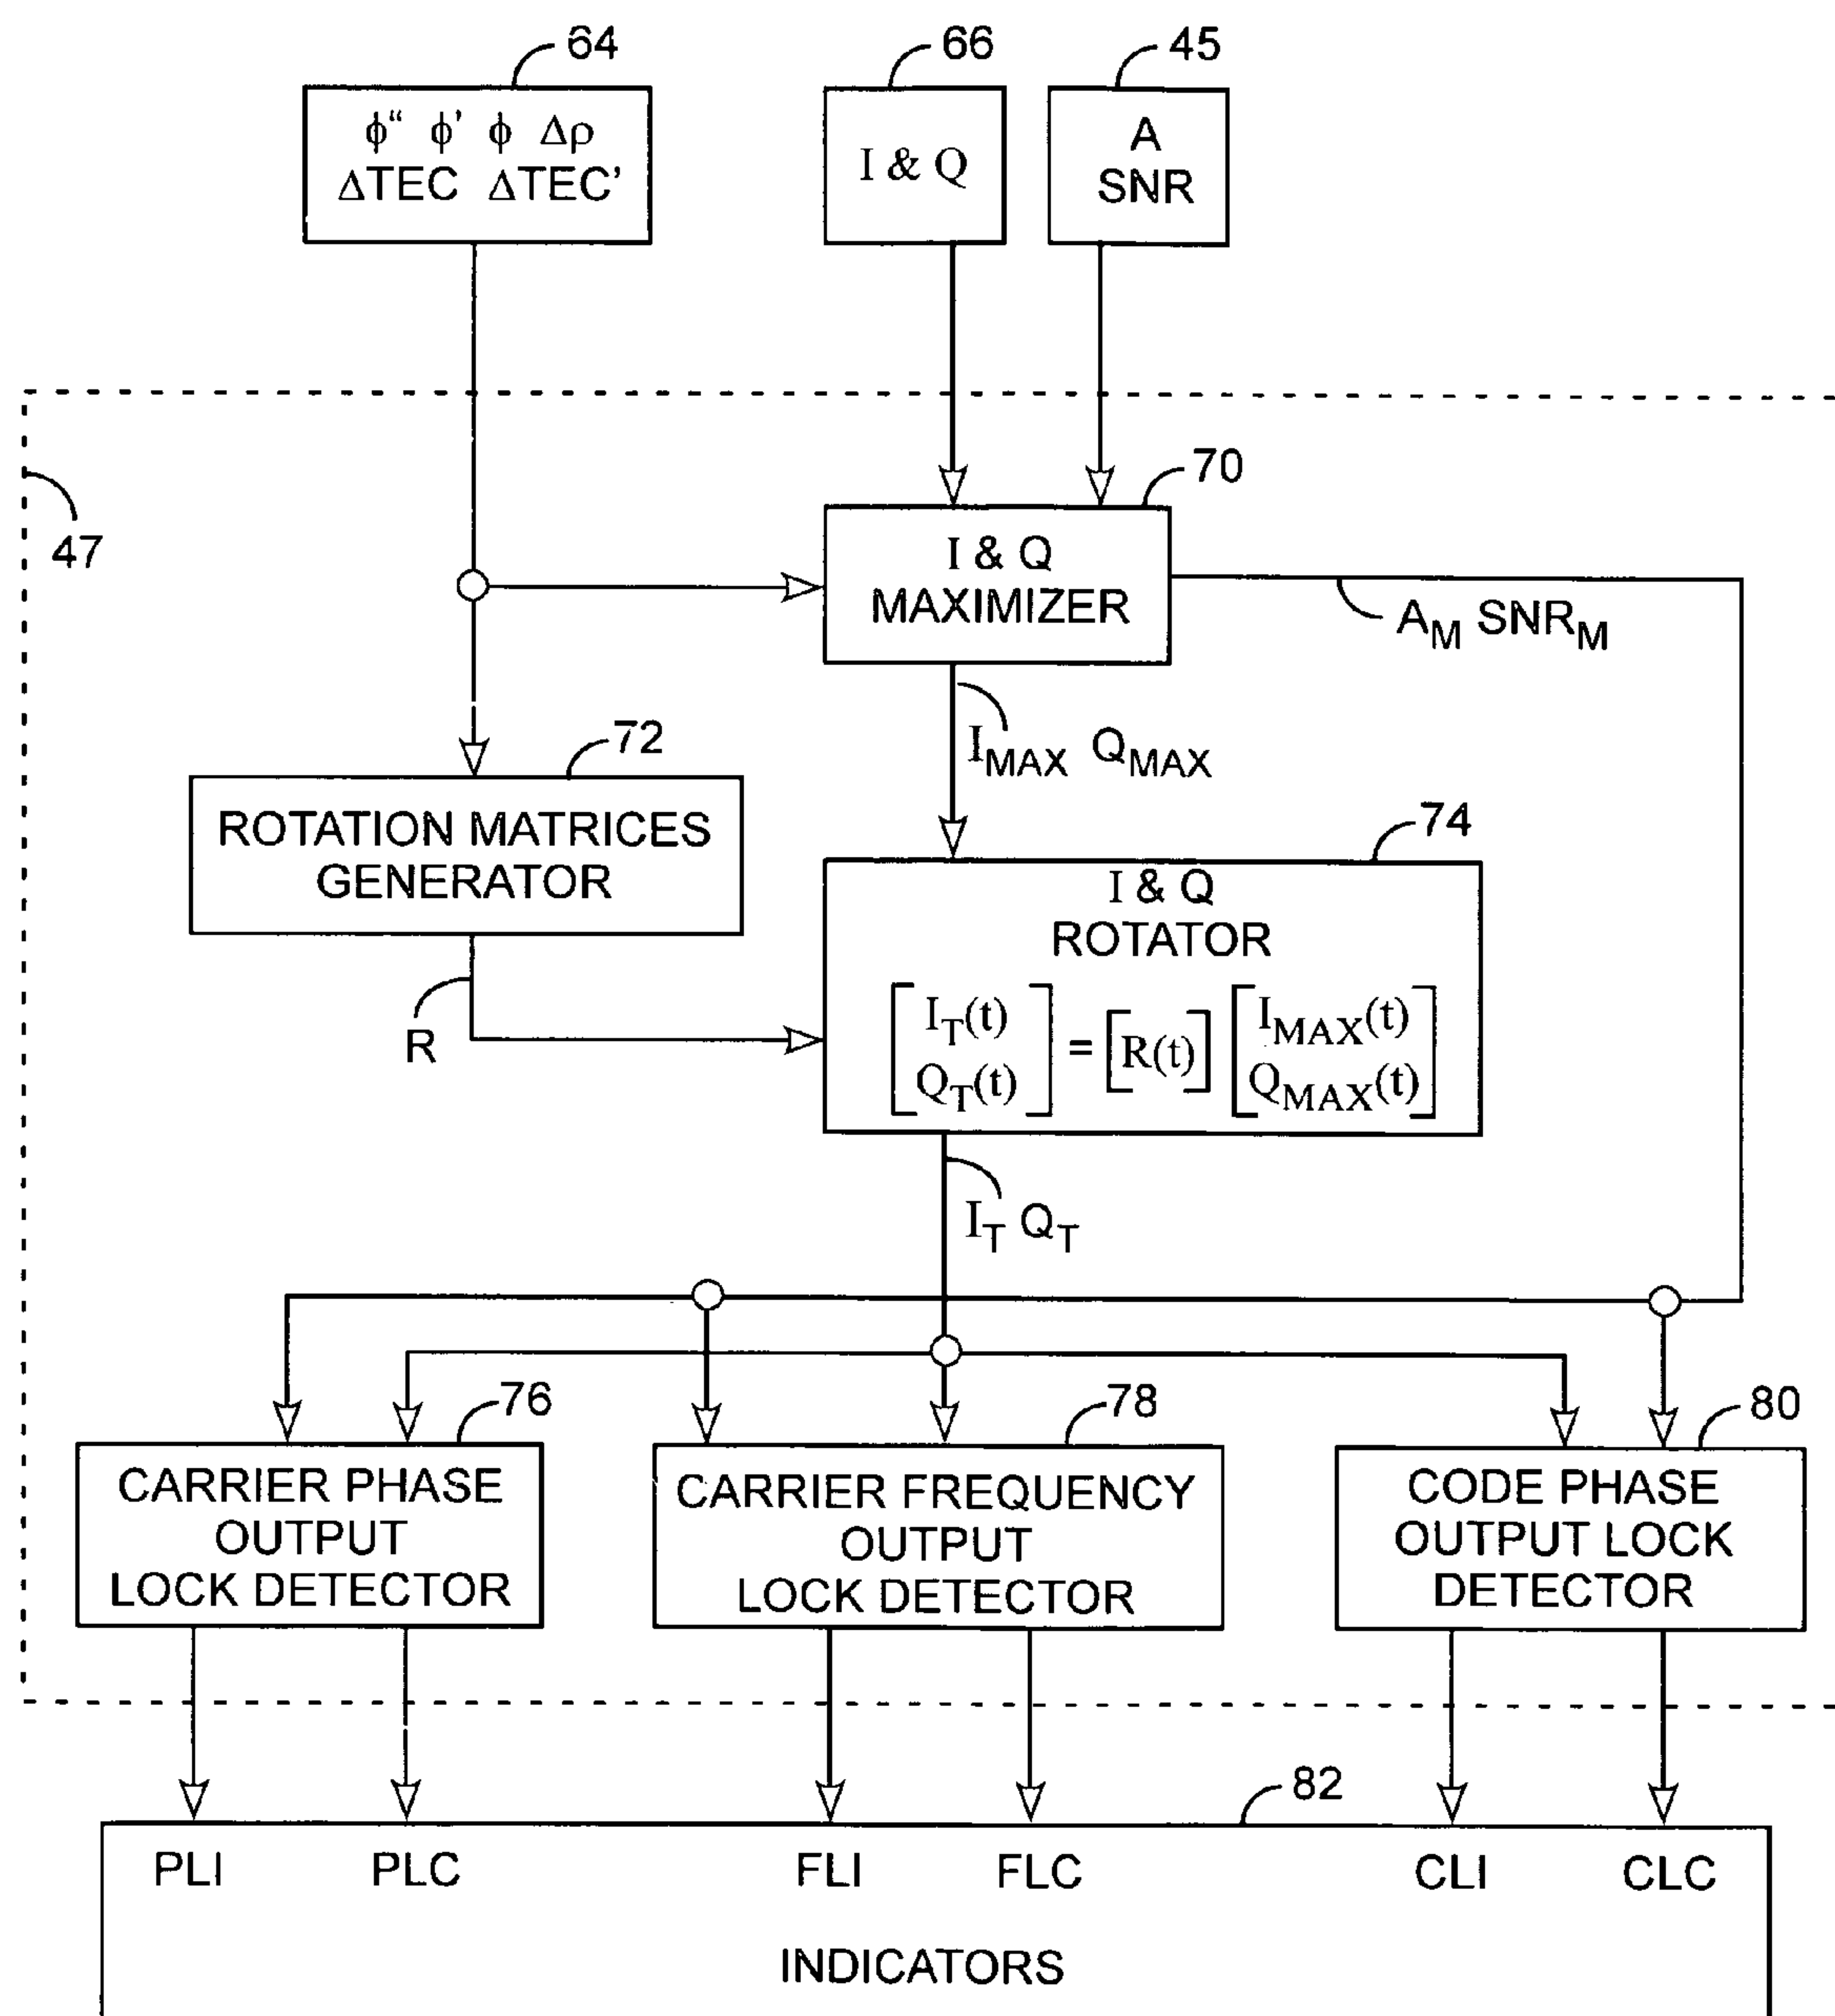 64
66
45
ϕ“ ϕ’ ϕ Δρ
ΔTEC ΔTEC’
I & Q
A
SNR
47
70
I & Q
MAXIMIZER
A_M SNR_M
I_MAX Q_MAX
72
ROTATION MATRICES
GENERATOR
R
74
I & Q
ROTATOR
[I_T(t) Q_T(t)] = [R(t)] [I_MAX(t) Q_MAX(t)]
I_T Q_T
76
CARRIER PHASE
OUTPUT
LOCK DETECTOR
78
CARRIER FREQUENCY
OUTPUT
LOCK DETECTOR
80
CODE PHASE
OUTPUT LOCK
DETECTOR
82
PLI PLC FLI FLC CLI CLC
INDICATORS